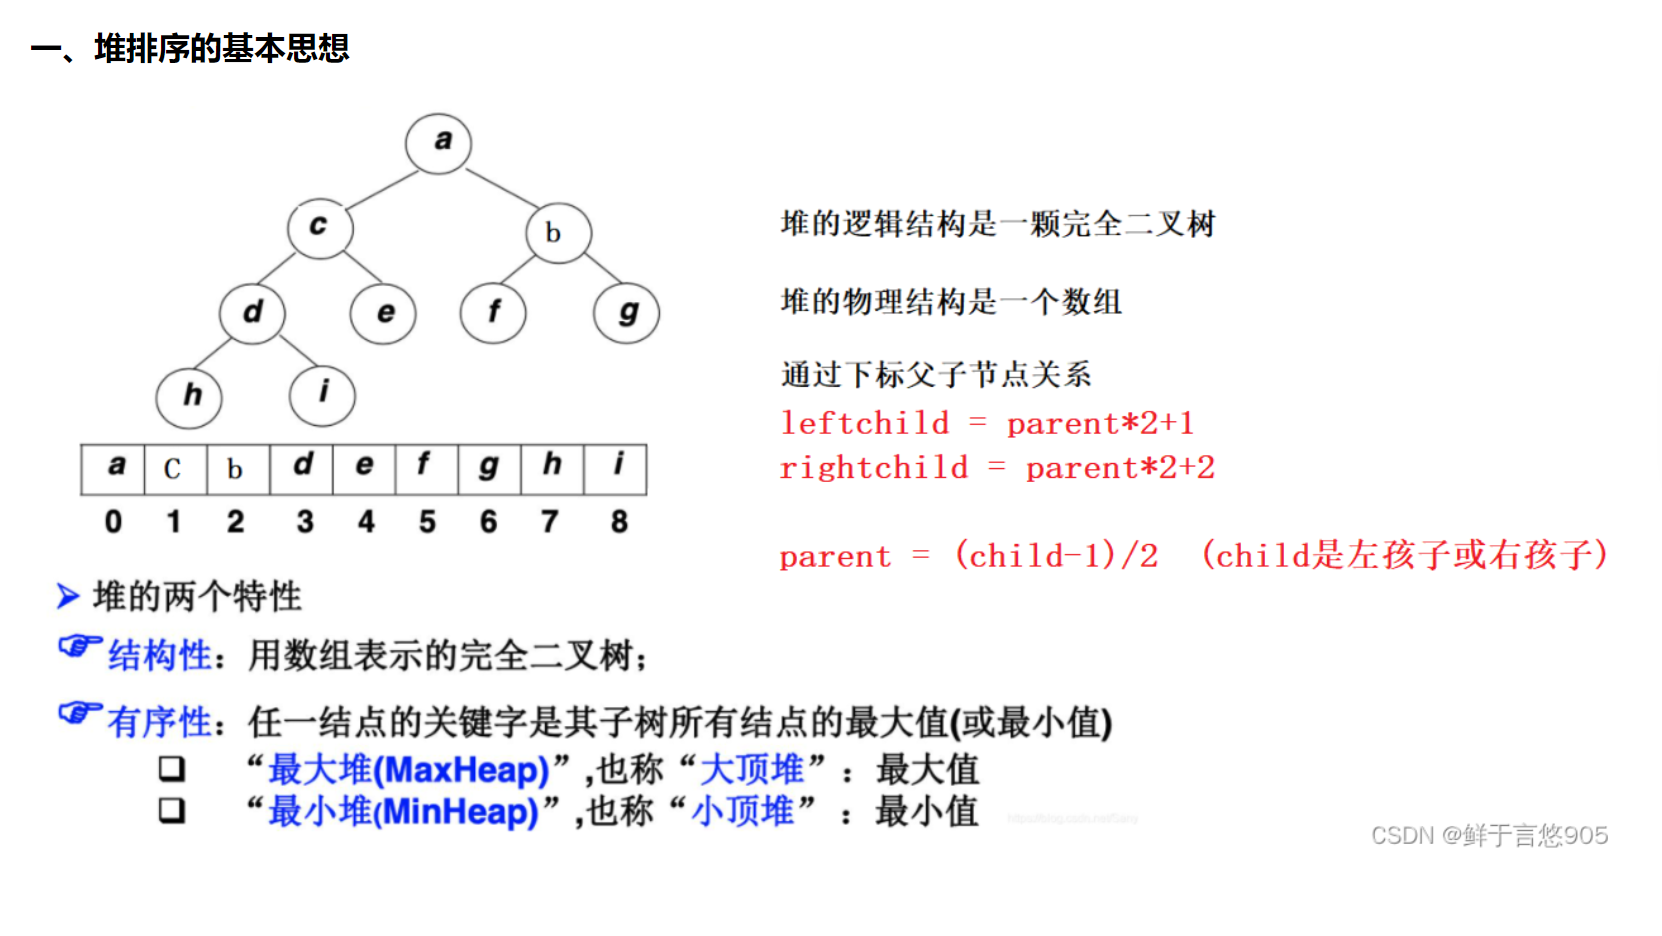 一、堆排序的基本思想
a
c
b
d
e
f
g
h
i
a C b d e f g h i
0 1 2 3 4 5 6 7 8
堆的逻辑结构是一颗完全二叉树
堆的物理结构是一个数组
通过下标父子节点关系
leftchild = parent*2+1
rightchild = parent*2+2
parent = (child-1)/2 (child是左孩子或右孩子)
堆的两个特性
结构性：用数组表示的完全二叉树；
有序性：任一结点的关键字是其子树所有结点的最大值(或最小值)
“最大堆(MaxHeap)”,也称“大顶堆”：最大值
“最小堆(MinHeap)”,也称“小顶堆”：最小值
CSDN @鲜于言悠905